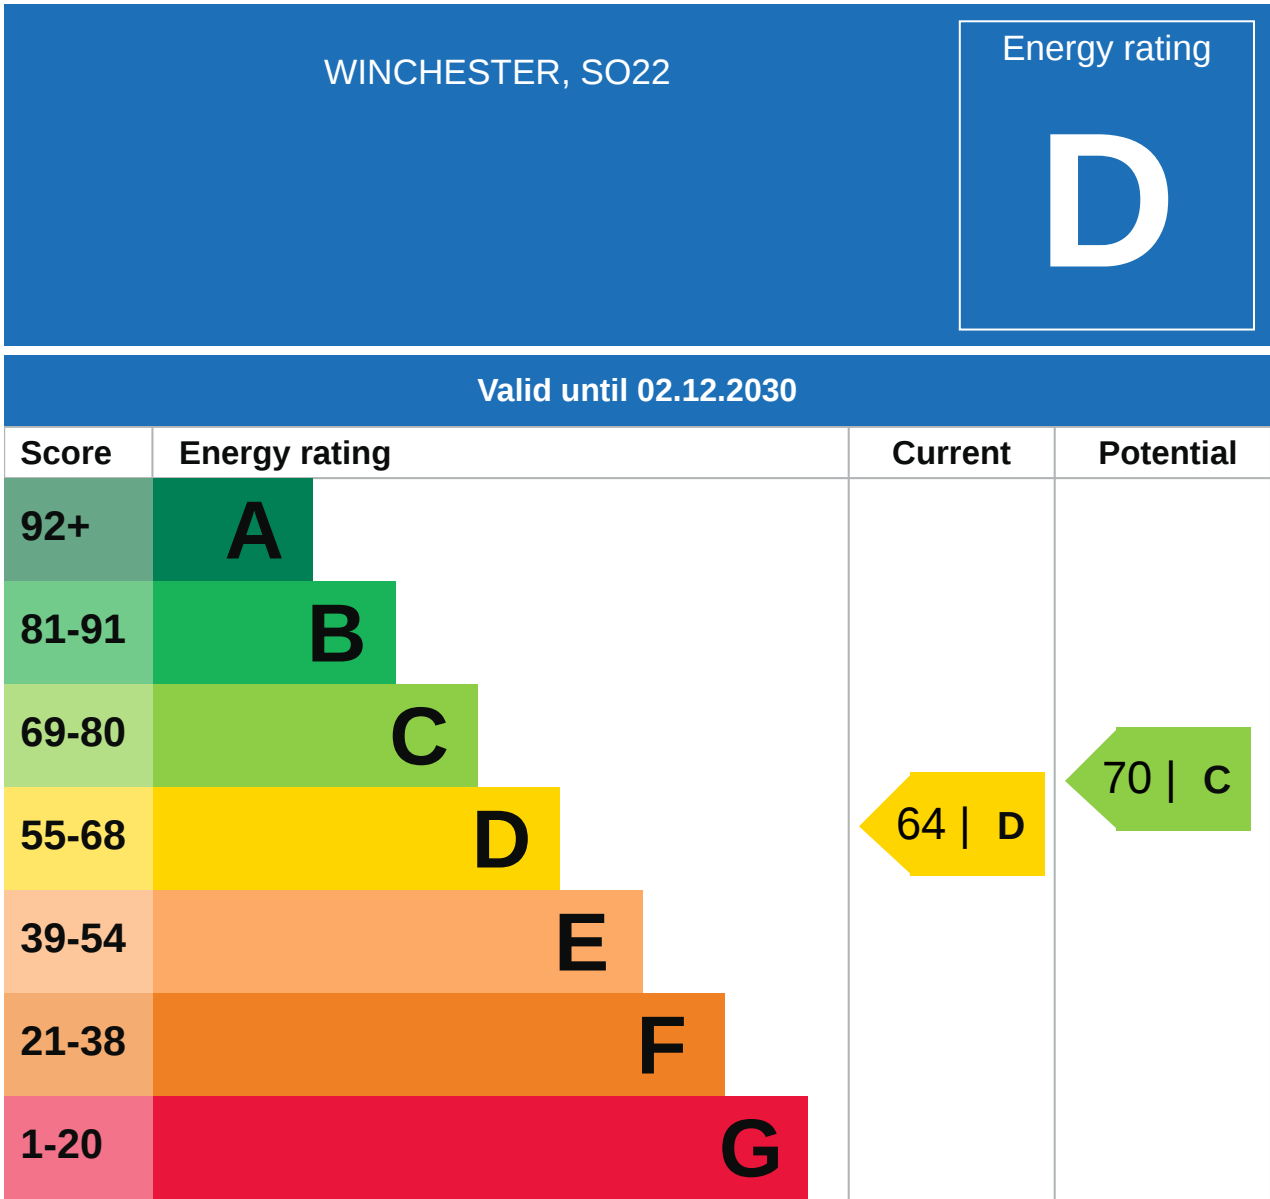 WINCHESTER, SO22
Energy rating
D
Valid until 02.12.2030
Score Energy rating Current Potential
92+ A
81-91 B
69-80 C
70 | C
55-68 D
64 | D
39-54 E
21-38 F
1-20 G